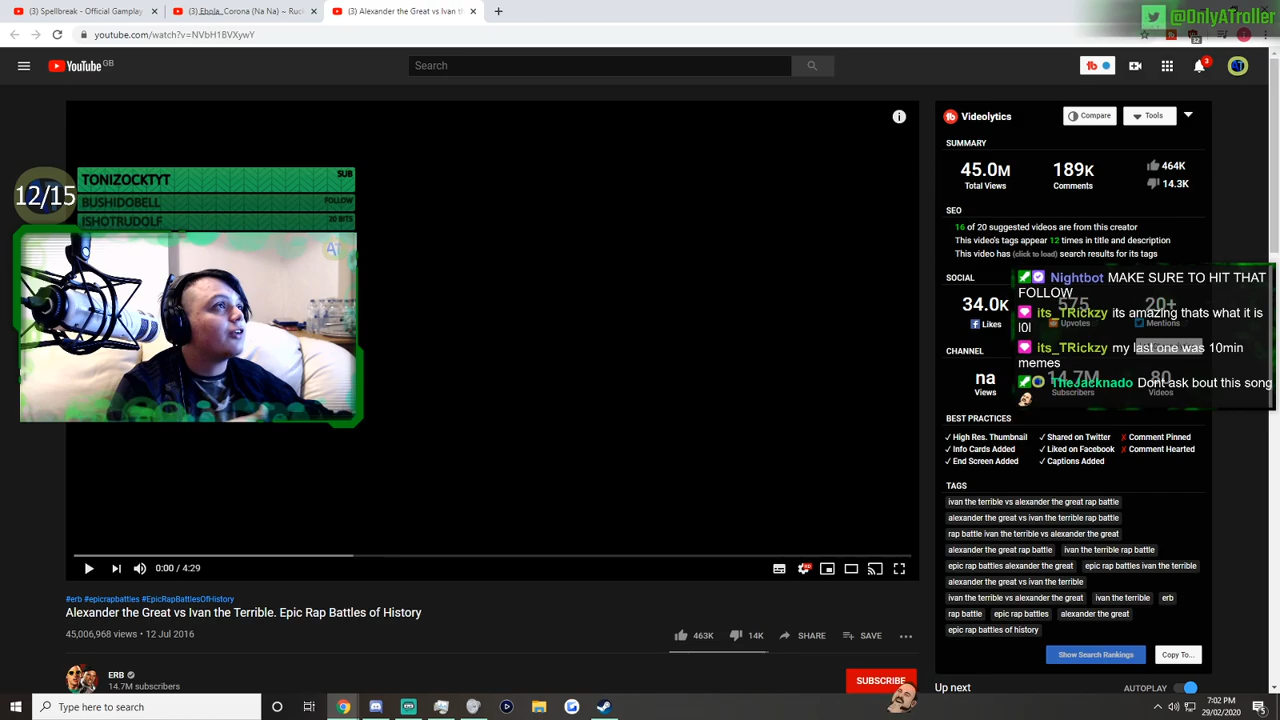 (3) Spellbreak - Official Gameplay
(3) Ebola_Corona (Na Na) ~ Ruck
(3) Alexander the Great vs Ivan th
@OnlyATroller
youtube.com/watch?v=NVbH1BVXywY
YouTube GB
Search
3
12/15
TONIZOCKTYT SUB
BUSHIDOBELL FOLLOW
ISHOTRUDOLF 20 BITS
AT
0:00 / 4:29
#erb #epicrapbattles #EpicRapBattlesOfHistory
Alexander the Great vs Ivan the Terrible. Epic Rap Battles of History
45,006,968 views • 12 Jul 2016
463K 14K SHARE SAVE
ERB
14.7M subscribers
SUBSCRIBE
Videolytics Compare Tools
SUMMARY
45.0M 189K 464K
Total Views Comments 14.3K
SEO
16 of 20 suggested videos are from this creator
This video's tags appear 12 times in title and description
This video has (click to load) search results for its tags
SOCIAL
34.0K 575 20+
Likes Upvotes Mentions
CHANNEL
na 14.7M 80
Views Subscribers Videos
Nightbot MAKE SURE TO HIT THAT
FOLLOW
its_TRickzy its amazing thats what it is
lol
its_TRickzy my last one was 10min
memes
TheJacknado Dont ask bout this song
BEST PRACTICES
High Res. Thumbnail Shared on Twitter Comment Pinned
Info Cards Added Liked on Facebook Comment Hearted
End Screen Added Captions Added
TAGS
ivan the terrible vs alexander the great rap battle
alexander the great vs ivan the terrible rap battle
rap battle ivan the terrible vs alexander the great
alexander the great rap battle ivan the terrible rap battle
epic rap battles alexander the great epic rap battles ivan the terrible
alexander the great vs ivan the terrible
ivan the terrible vs alexander the great ivan the terrible erb
rap battle epic rap battles alexander the great
epic rap battles of history
Show Search Rankings Copy To...
Up next AUTOPLAY
Type here to search
7:02 PM
29/02/2020
5